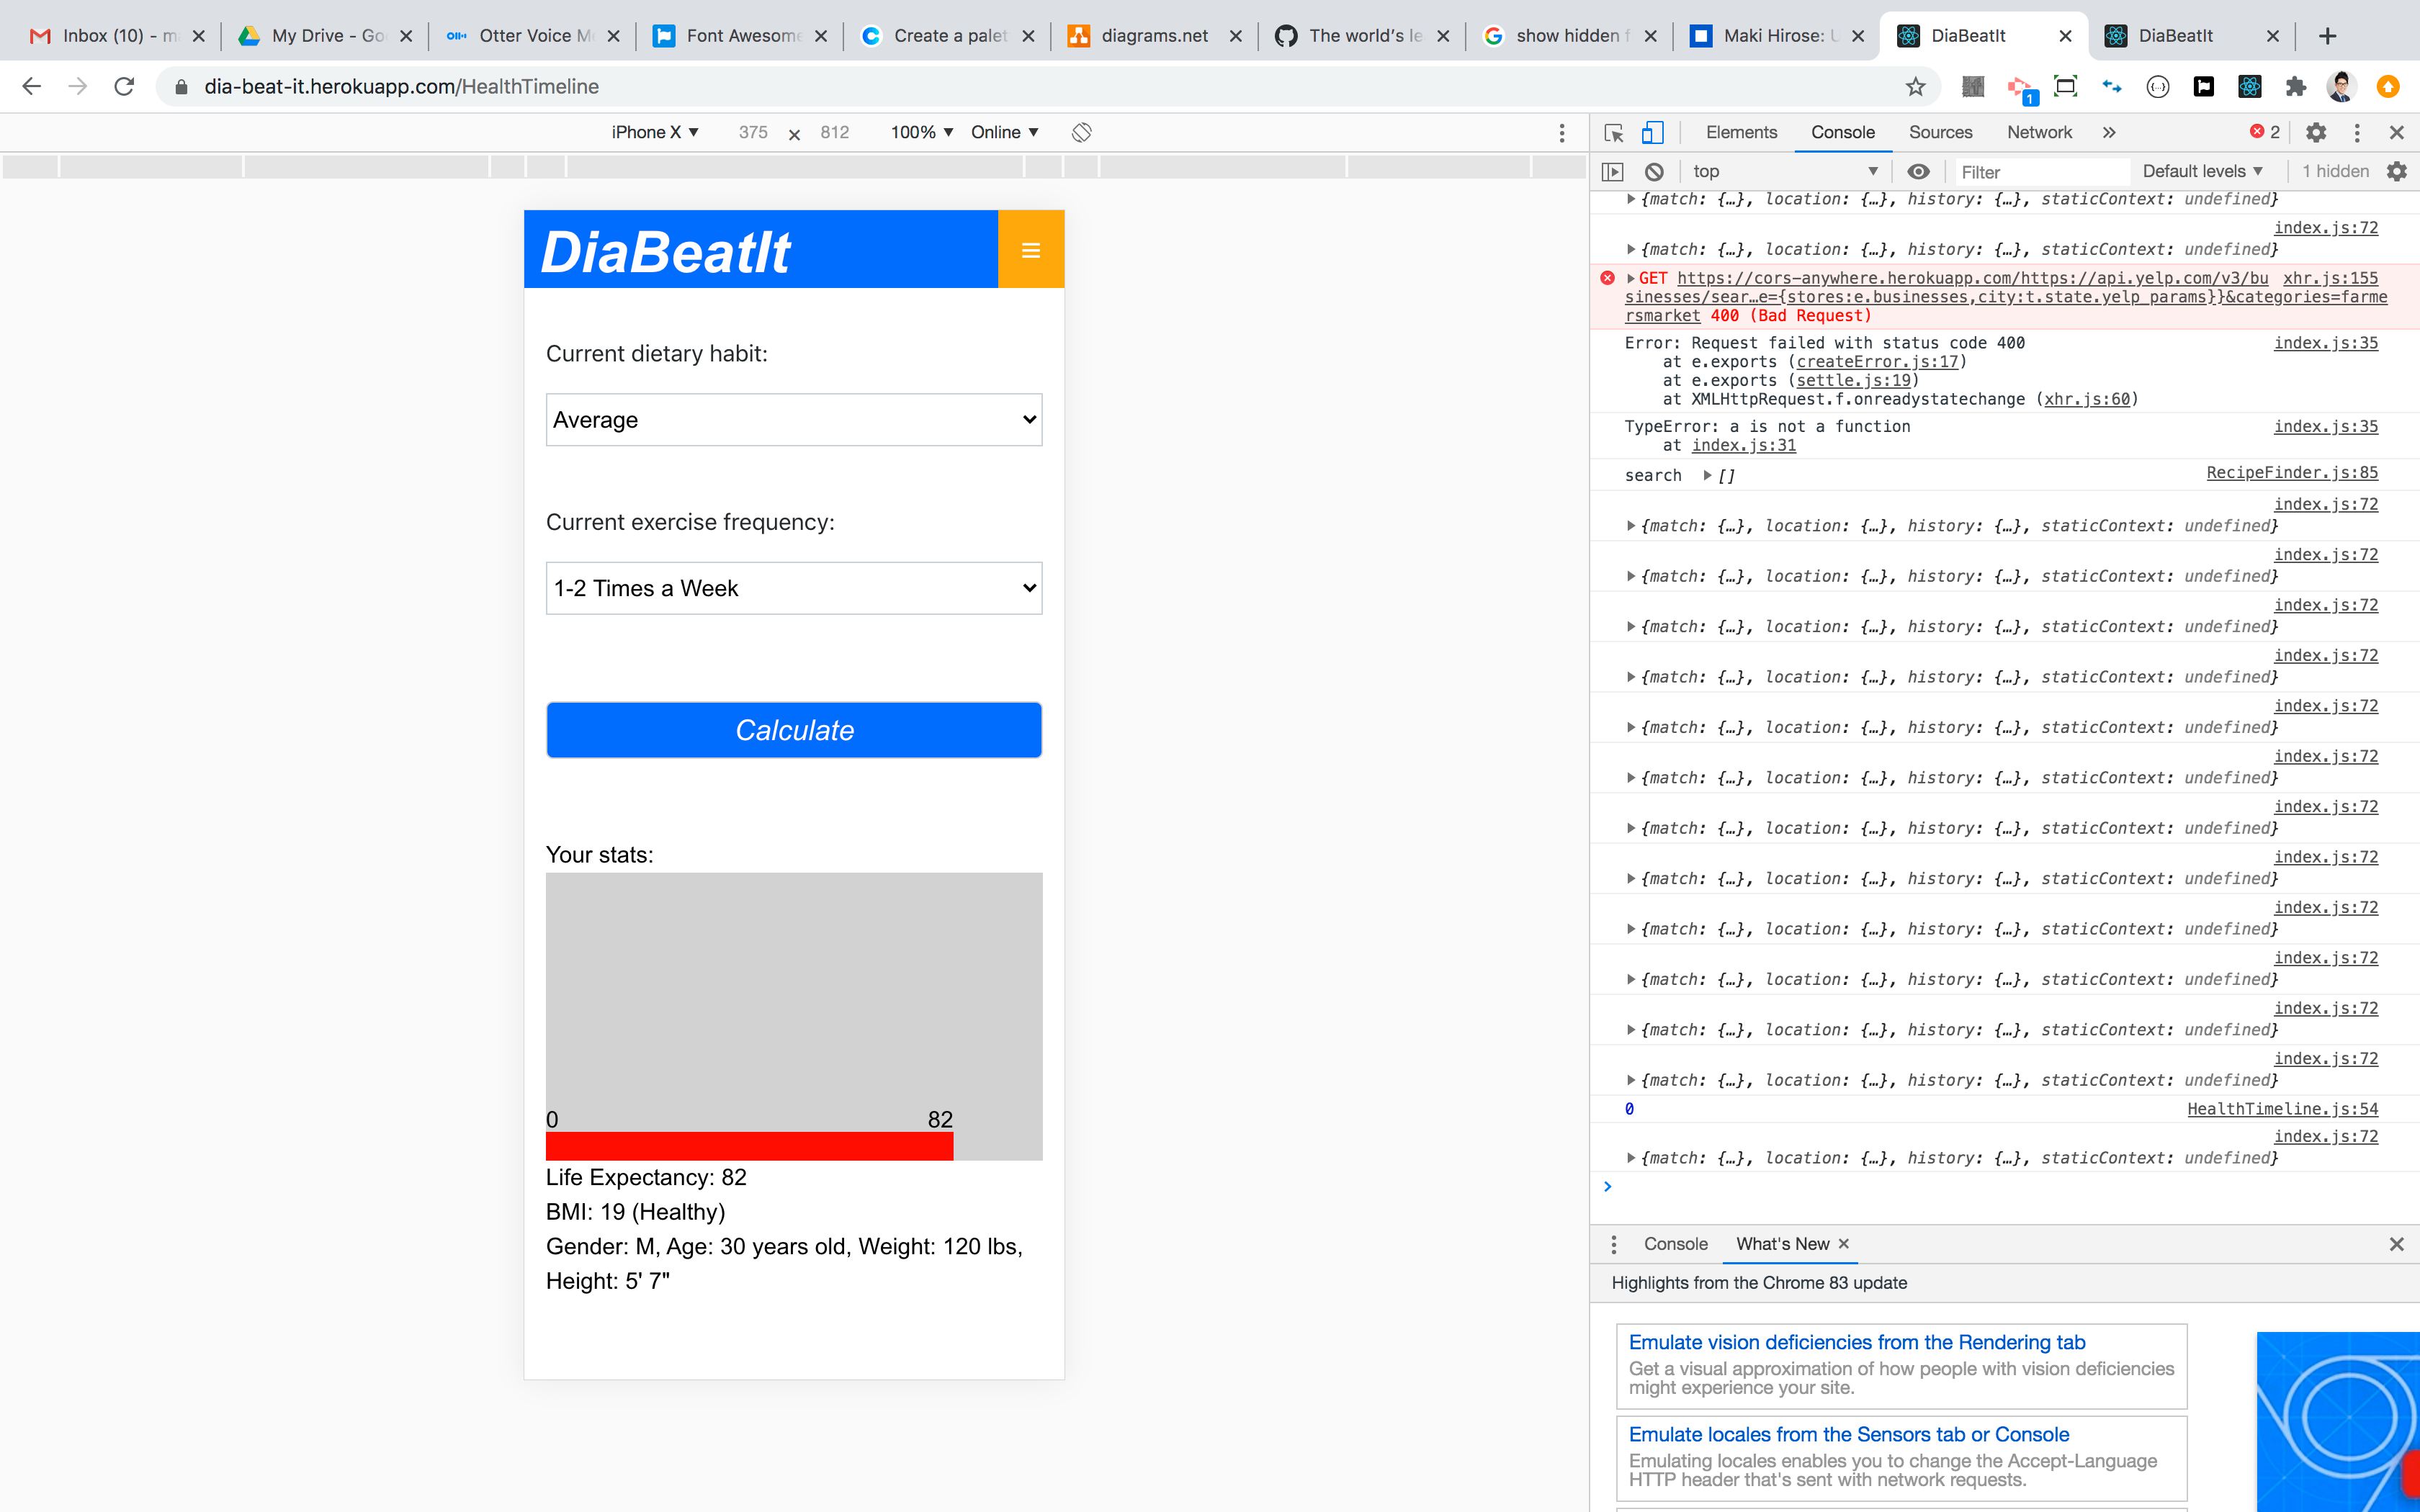 Inbox (10) - m
My Drive - Go
Otter Voice M
Font Awesome
Create a palet
diagrams.net
The world's le
show hidden f
Maki Hirose: U
DiaBeatIt
DiaBeatIt
dia-beat-it.herokuapp.com/HealthTimeline
1
iPhone X ▼ 375 × 812 100% ▼ Online ▼
DiaBeatIt
Current dietary habit:
Average
Current exercise frequency:
1-2 Times a Week
Calculate
Your stats:
0 82
Life Expectancy: 82
BMI: 19 (Healthy)
Gender: M, Age: 30 years old, Weight: 120 lbs,
Height: 5' 7"
Elements Console Sources Network » 2
top ▼ Filter Default levels ▼ 1 hidden
▶{match: {…}, location: {…}, history: {…}, staticContext: undefined}
index.js:72
▶{match: {…}, location: {…}, history: {…}, staticContext: undefined}
▶GET https://cors-anywhere.herokuapp.com/https://api.yelp.com/v3/bu xhr.js:155
sinesses/sear…e={stores:e.businesses,city:t.state.yelp_params}}&categories=farme
rsmarket 400 (Bad Request)
Error: Request failed with status code 400 index.js:35
at e.exports (createError.js:17)
at e.exports (settle.js:19)
at XMLHttpRequest.f.onreadystatechange (xhr.js:60)
TypeError: a is not a function index.js:35
at index.js:31
search ▶[] RecipeFinder.js:85
index.js:72
▶{match: {…}, location: {…}, history: {…}, staticContext: undefined}
index.js:72
▶{match: {…}, location: {…}, history: {…}, staticContext: undefined}
index.js:72
▶{match: {…}, location: {…}, history: {…}, staticContext: undefined}
index.js:72
▶{match: {…}, location: {…}, history: {…}, staticContext: undefined}
index.js:72
▶{match: {…}, location: {…}, history: {…}, staticContext: undefined}
index.js:72
▶{match: {…}, location: {…}, history: {…}, staticContext: undefined}
index.js:72
▶{match: {…}, location: {…}, history: {…}, staticContext: undefined}
index.js:72
▶{match: {…}, location: {…}, history: {…}, staticContext: undefined}
index.js:72
▶{match: {…}, location: {…}, history: {…}, staticContext: undefined}
index.js:72
▶{match: {…}, location: {…}, history: {…}, staticContext: undefined}
index.js:72
▶{match: {…}, location: {…}, history: {…}, staticContext: undefined}
index.js:72
▶{match: {…}, location: {…}, history: {…}, staticContext: undefined}
0 HealthTimeline.js:54
index.js:72
▶{match: {…}, location: {…}, history: {…}, staticContext: undefined}
Console What's New
Highlights from the Chrome 83 update
Emulate vision deficiencies from the Rendering tab
Get a visual approximation of how people with vision deficiencies
might experience your site.
Emulate locales from the Sensors tab or Console
Emulating locales enables you to change the Accept-Language
HTTP header that's sent with network requests.